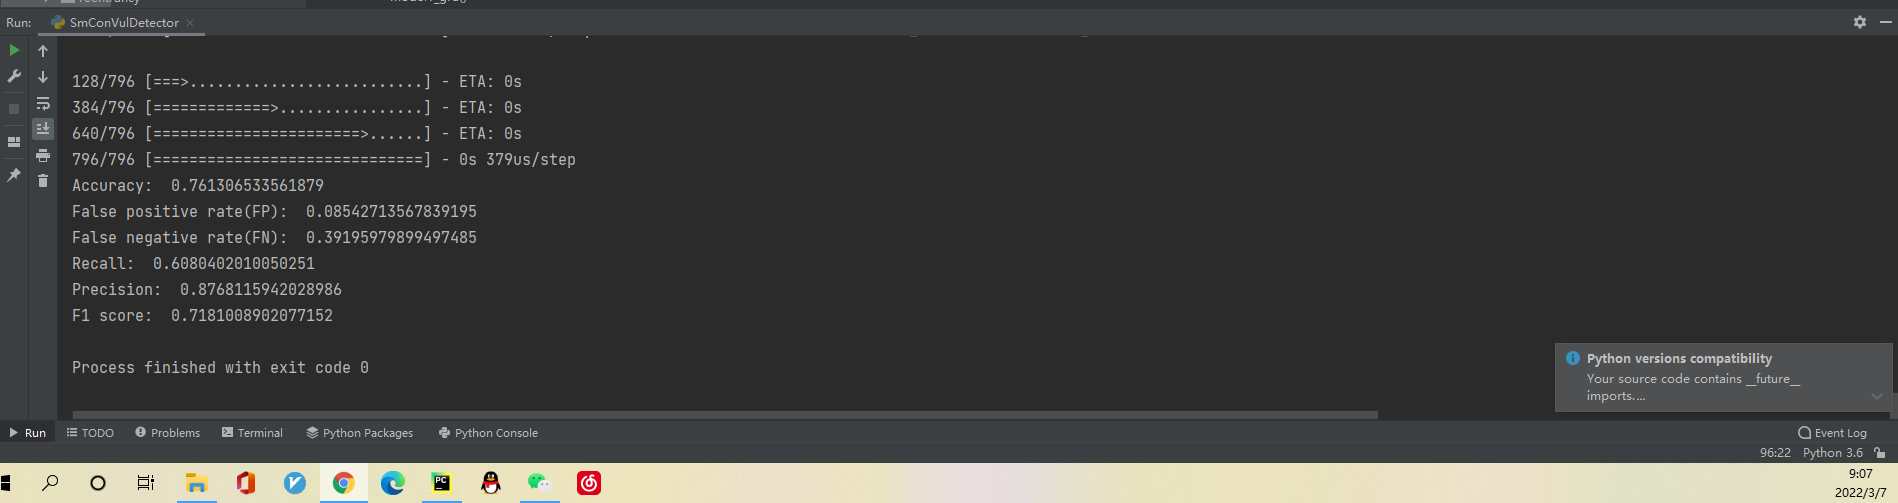 Run: SmConVulDetector
128/796 [===>..........................] - ETA: 0s
384/796 [=============>................] - ETA: 0s
640/796 [=======================>......] - ETA: 0s
796/796 [==============================] - 0s 379us/step
Accuracy:  0.761306533561879
False positive rate(FP):  0.08542713567839195
False negative rate(FN):  0.39195979899497485
Recall:  0.6080402010050251
Precision:  0.8768115942028986
F1 score:  0.7181008902077152
Process finished with exit code 0
Python versions compatibility
Your source code contains __future__
imports....
Run TODO Problems Terminal Python Packages Python Console Event Log
96:22 Python 3.6
PC
9:07
2022/3/7